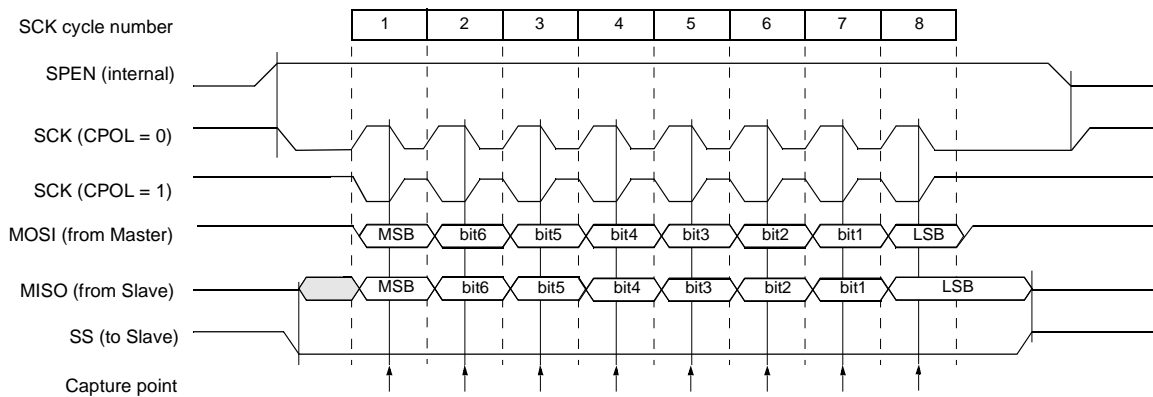 SCK cycle number 1 2 3 4 5 6 7 8
SPEN (internal)
SCK (CPOL = 0)
SCK (CPOL = 1)
MOSI (from Master) MSB bit6 bit5 bit4 bit3 bit2 bit1 LSB
MISO (from Slave) MSB bit6 bit5 bit4 bit3 bit2 bit1 LSB
SS (to Slave)
Capture point